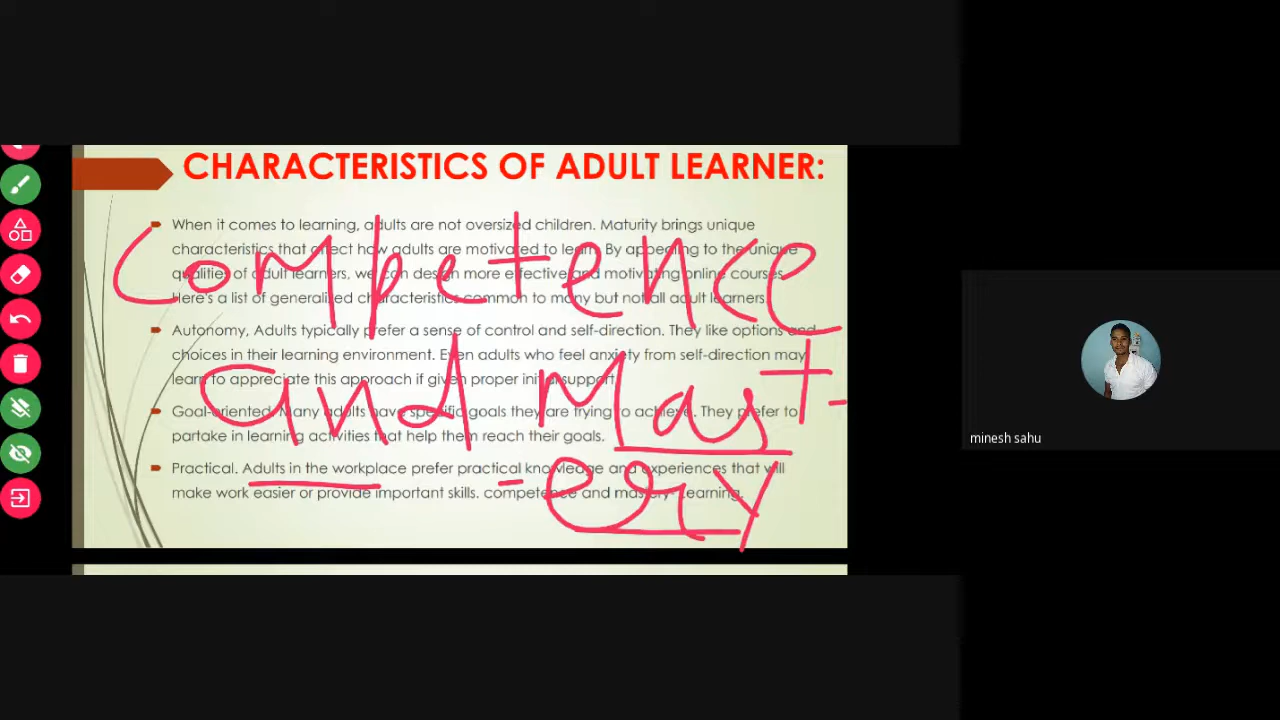 CHARACTERISTICS OF ADULT LEARNER:
When it comes to learning, adults are not oversized children. Maturity brings unique
characteristics that affect how adults are motivated to learn. By appealing to the unique
qualities of adult learners, we can design more effective and motivating online courses.
Here's a list of generalized characteristics common to many but not all adult learners.
Autonomy. Adults typically prefer a sense of control and self-direction. They like options and
choices in their learning environment. Even adults who feel anxiety from self-direction may
learn to appreciate this approach if given proper initial support.
Goal-oriented. Many adults have specific goals they are trying to achieve. They prefer to
partake in learning activities that help them reach their goals.
Practical. Adults in the workplace prefer practical knowledge and experiences that will
make work easier or provide important skills. competence and mastery- Learning.
Competence
and Mast-
-ery
minesh sahu